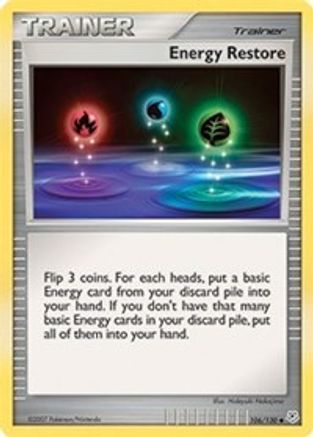 TRAINER Trainer
Energy Restore
Flip 3 coins. For each heads, put a basic
Energy card from your discard pile into
your hand. If you don't have that many
basic Energy cards in your discard pile, put
all of them into your hand.
©2007 Pokémon/Nintendo Illus. Hideyuki Nakajima 106/130